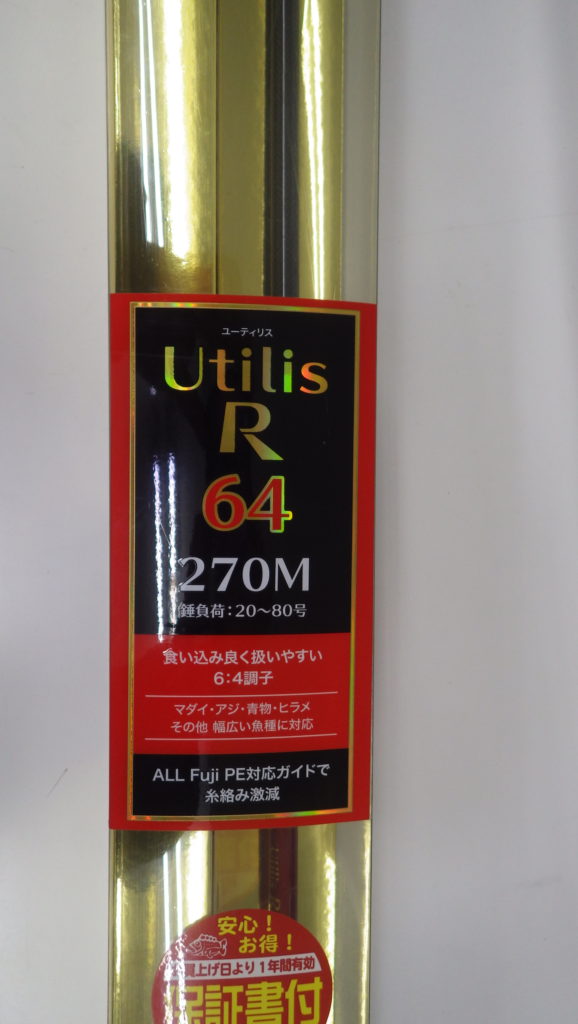 ユーティリス
Utilis
R
64
270M
錘負荷：20～80号
食い込み良く扱いやすい
6:4調子
マダイ・アジ・青物・ヒラメ
その他 幅広い魚種に対応
ALL Fuji PE対応ガイドで
糸絡み激減
安心！
お得！
買上げ日より1年間有効
保証書付